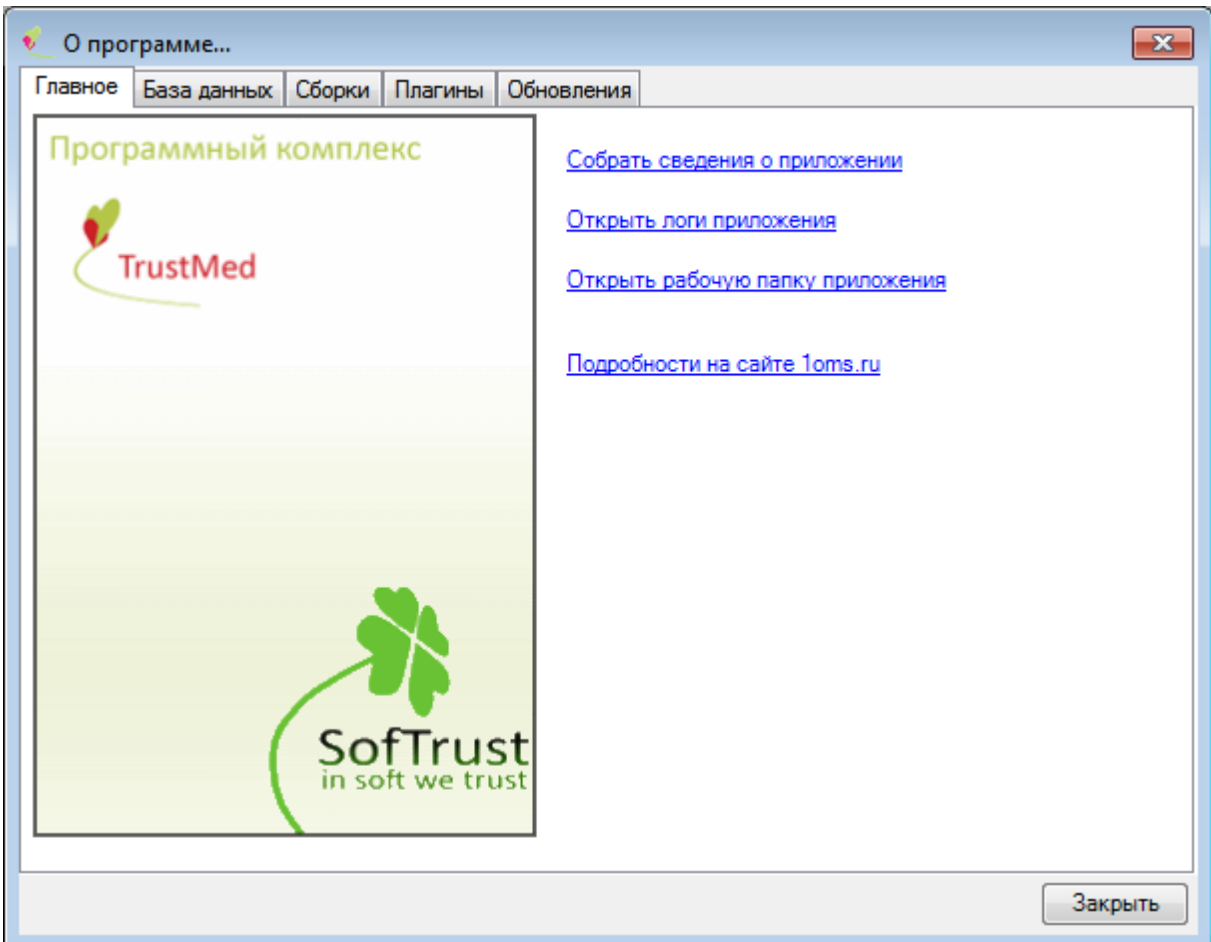 О программе...
Главное База данных Сборки Плагины Обновления
Программный комплекс
TrustMed
Собрать сведения о приложении
Открыть логи приложения
Открыть рабочую папку приложения
Подробности на сайте 1oms.ru
SofTrust
in soft we trust
Закрыть